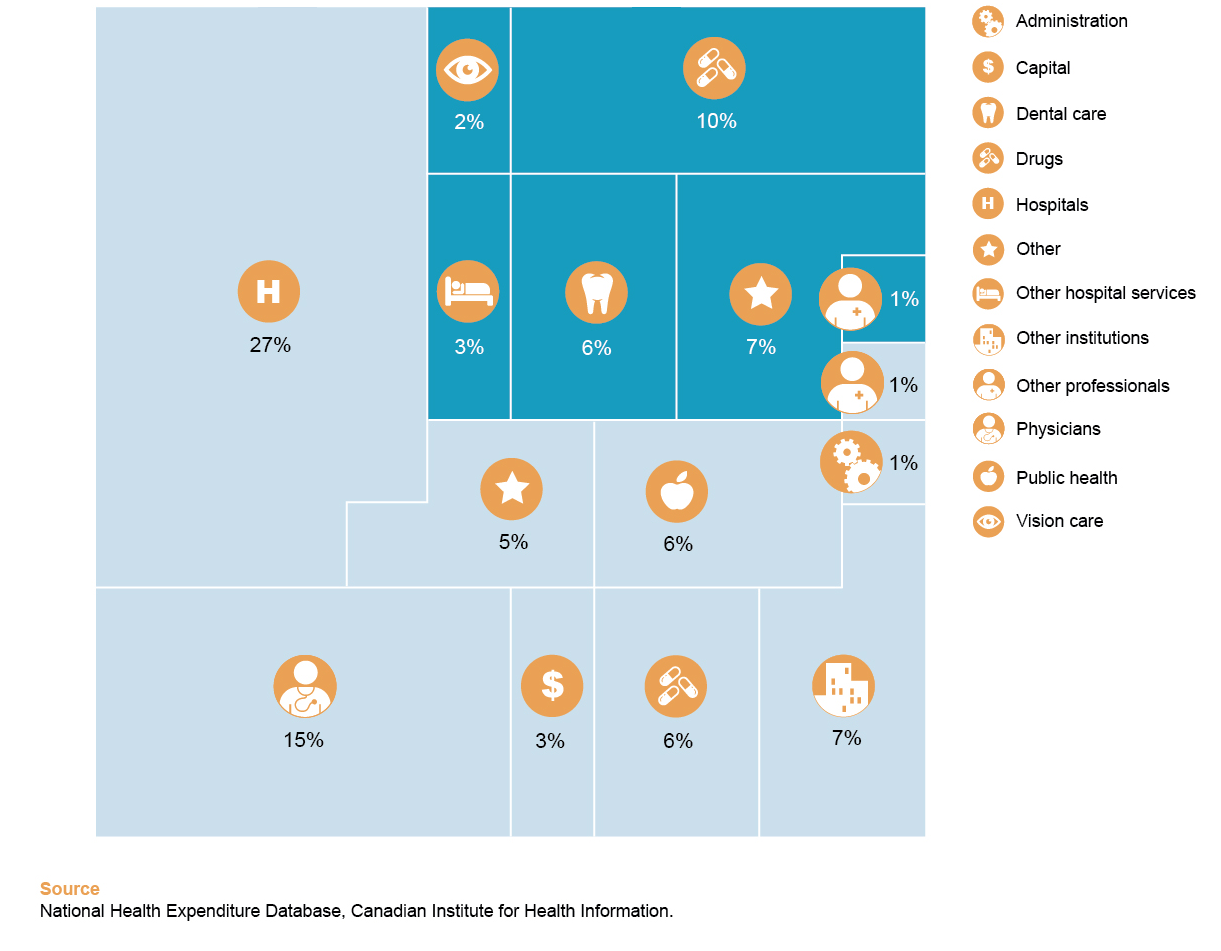 2%
10%
H
27%
3%
6%
7%
1%
1%
1%
5%
6%
15%
$
3%
6%
7%
Administration
$ Capital
Dental care
Drugs
H Hospitals
Other
Other hospital services
Other institutions
Other professionals
Physicians
Public health
Vision care
Source
National Health Expenditure Database, Canadian Institute for Health Information.